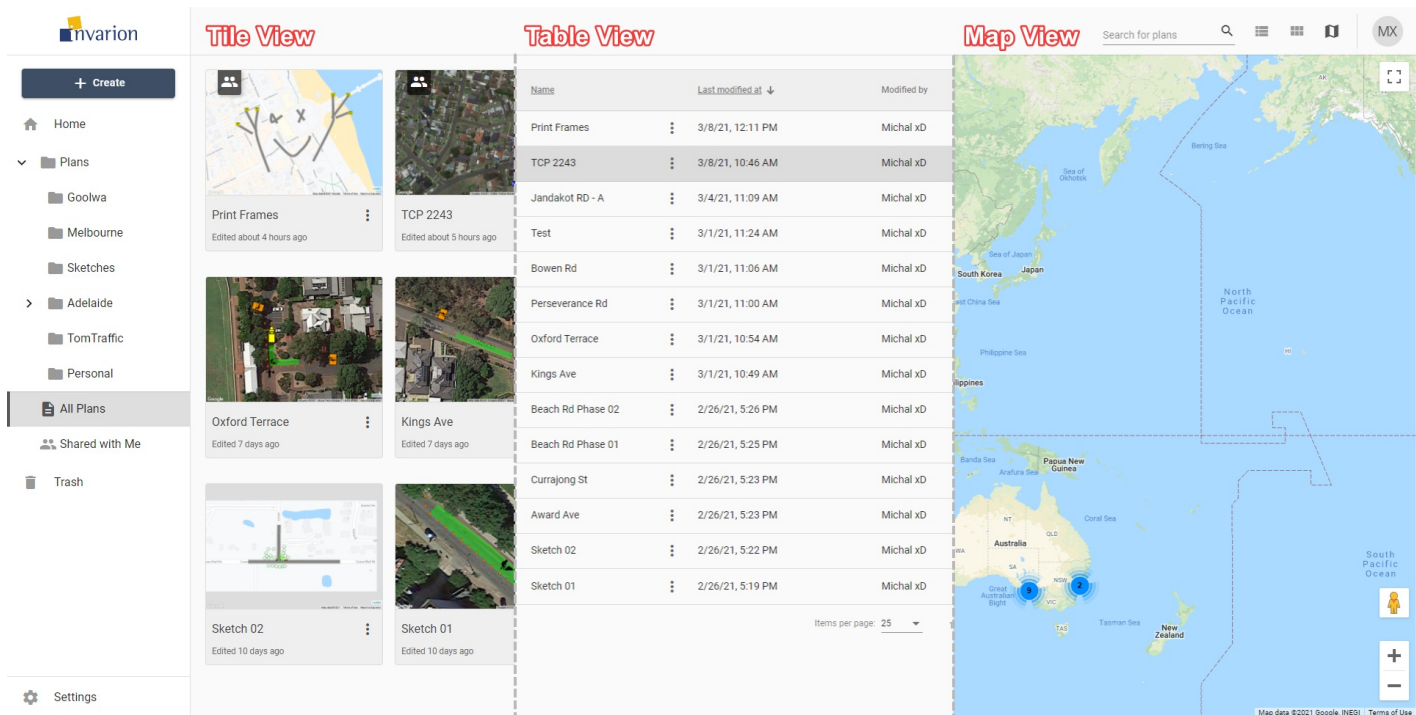 invarion
Tile View
Table View
Map View
Search for plans
MX
+ Create
Home
Plans
Goolwa
Melbourne
Sketches
Adelaide
TomTraffic
Personal
All Plans
Shared with Me
Trash
Settings
Print Frames
Edited about 4 hours ago
TCP 2243
Edited about 5 hours ago
Google
Oxford Terrace
Edited 7 days ago
Kings Ave
Edited 7 days ago
Sketch 02
Edited 10 days ago
Sketch 01
Edited 10 days ago
Name Last modified at Modified by
Print Frames 3/8/21, 12:11 PM Michal xD
TCP 2243 3/8/21, 10:46 AM Michal xD
Jandakot RD - A 3/4/21, 11:09 AM Michal xD
Test 3/1/21, 11:24 AM Michal xD
Bowen Rd 3/1/21, 11:06 AM Michal xD
Perseverance Rd 3/1/21, 11:00 AM Michal xD
Oxford Terrace 3/1/21, 10:54 AM Michal xD
Kings Ave 3/1/21, 10:49 AM Michal xD
Beach Rd Phase 02 2/26/21, 5:26 PM Michal xD
Beach Rd Phase 01 2/26/21, 5:25 PM Michal xD
Currajong St 2/26/21, 5:23 PM Michal xD
Award Ave 2/26/21, 5:23 PM Michal xD
Sketch 02 2/26/21, 5:22 PM Michal xD
Sketch 01 2/26/21, 5:19 PM Michal xD
Items per page: 25
AK
Bering Sea
Sea of
Okhotsk
Sea of Japan
South Korea
Japan
East China Sea
North
Pacific
Ocean
HI
Philippine Sea
lippines
Banda Sea
Papua New
Guinea
Arafura Sea
NT
Coral Sea
QLD
Australia
WA
SA
NSW
Great
Australian
Bight
9
2
VIC
TAS
Tasman Sea
New
Zealand
South
Pacific
Ocean
Map data ©2021 Google, INEGI Terms of Use